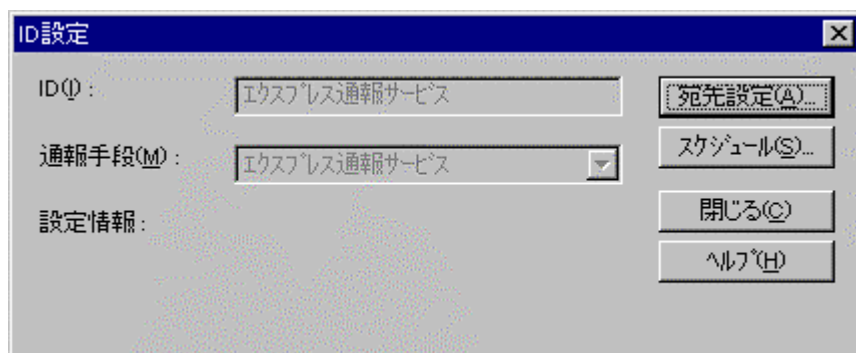 ID設定
ID(I) :
エクスプレス通報サービス
通報手段(M) :
エクスプレス通報サービス
設定情報 :
宛先設定(A)...
スケジュール(S)...
閉じる(C)
ヘルプ(H)